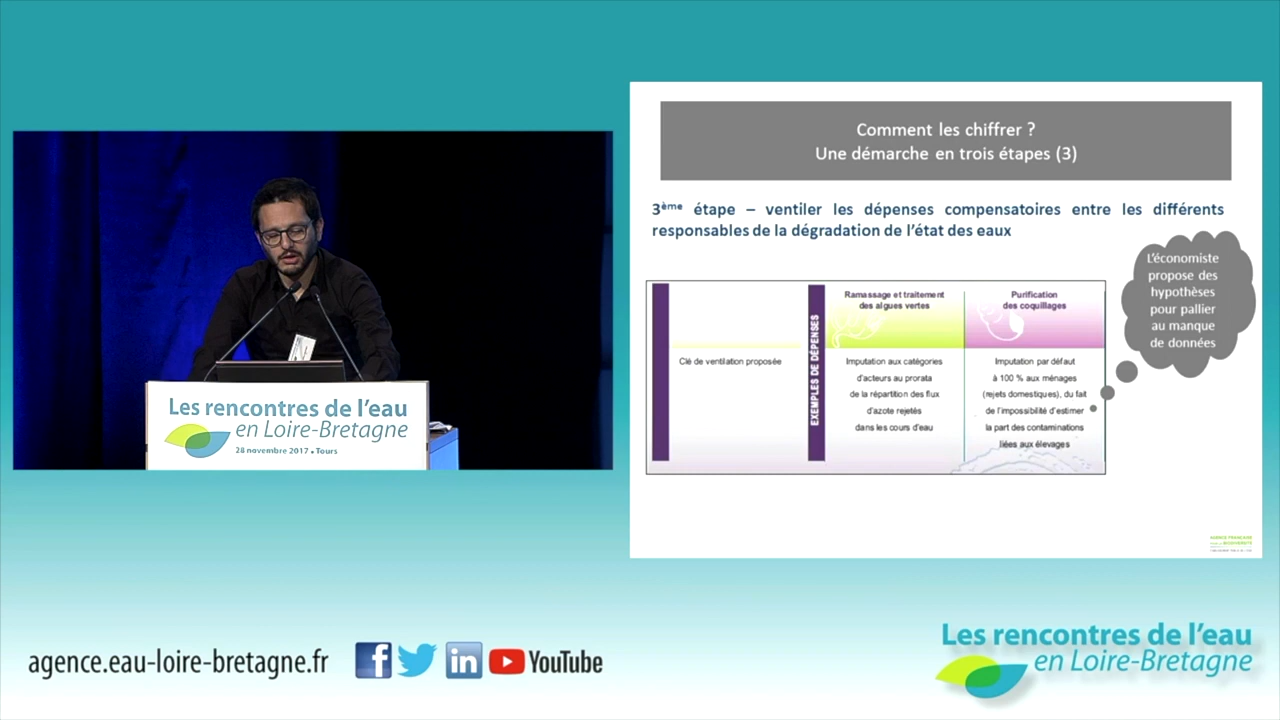 Les rencontres de l'eau
en Loire-Bretagne
28 novembre 2017 • Tours
Comment les chiffrer ?
Une démarche en trois étapes (3)
3ème étape – ventiler les dépenses compensatoires entre les différents
responsables de la dégradation de l'état des eaux
L'économiste
propose des
hypothèses
pour pallier
au manque
de données
Clé de ventilation proposée
EXEMPLES DE DÉPENSES
Ramassage et traitement
des algues vertes
Imputation aux catégories
d'acteurs au prorata
de la répartition des flux
d'azote rejetés
dans les cours d'eau
Purification
des coquillages
Imputation par défaut
à 100 % aux ménages
(rejets domestiques), du fait
de l'impossibilité d'estimer
la part des contaminations
liées aux élevages
agence.eau-loire-bretagne.fr
f
in
YouTube
Les rencontres de l'eau
en Loire-Bretagne